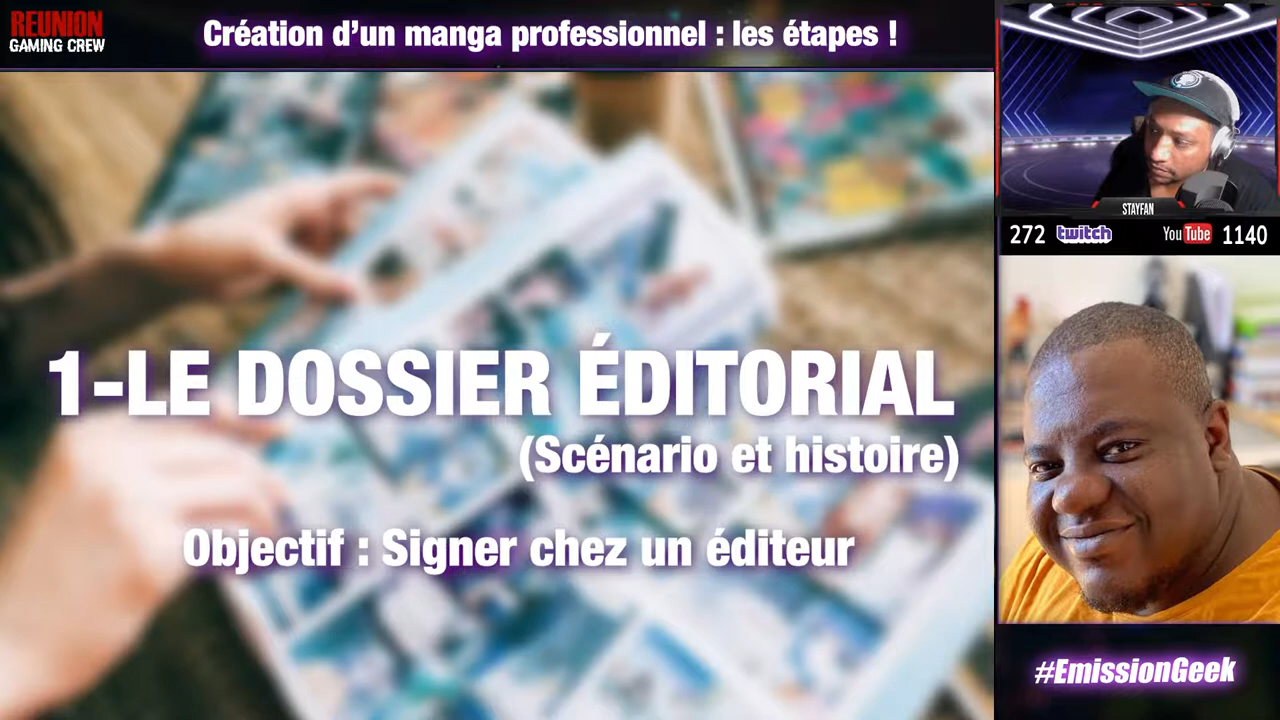 REUNION
GAMING CREW
Création d'un manga professionnel : les étapes !
1-LE DOSSIER ÉDITORIAL
(Scénario et histoire)
Objectif : Signer chez un éditeur
STAYFAN
272 twitch YouTube 1140
#EmissionGeek